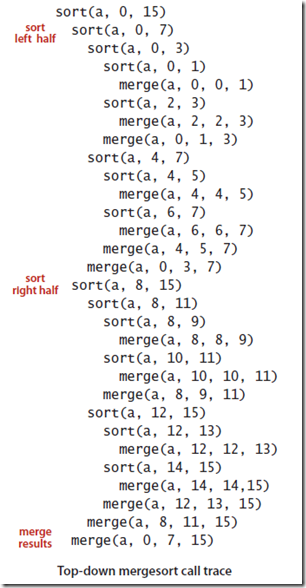 sort(a, 0, 15)
sort
left half
sort(a, 0, 7)
sort(a, 0, 3)
sort(a, 0, 1)
merge(a, 0, 0, 1)
sort(a, 2, 3)
merge(a, 2, 2, 3)
merge(a, 0, 1, 3)
sort(a, 4, 7)
sort(a, 4, 5)
merge(a, 4, 4, 5)
sort(a, 6, 7)
merge(a, 6, 6, 7)
merge(a, 4, 5, 7)
merge(a, 0, 3, 7)
sort
right half
sort(a, 8, 15)
sort(a, 8, 11)
sort(a, 8, 9)
merge(a, 8, 8, 9)
sort(a, 10, 11)
merge(a, 10, 10, 11)
merge(a, 8, 9, 11)
sort(a, 12, 15)
sort(a, 12, 13)
merge(a, 12, 12, 13)
sort(a, 14, 15)
merge(a, 14, 14,15)
merge(a, 12, 13, 15)
merge(a, 8, 11, 15)
merge
results
merge(a, 0, 7, 15)
Top-down mergesort call trace